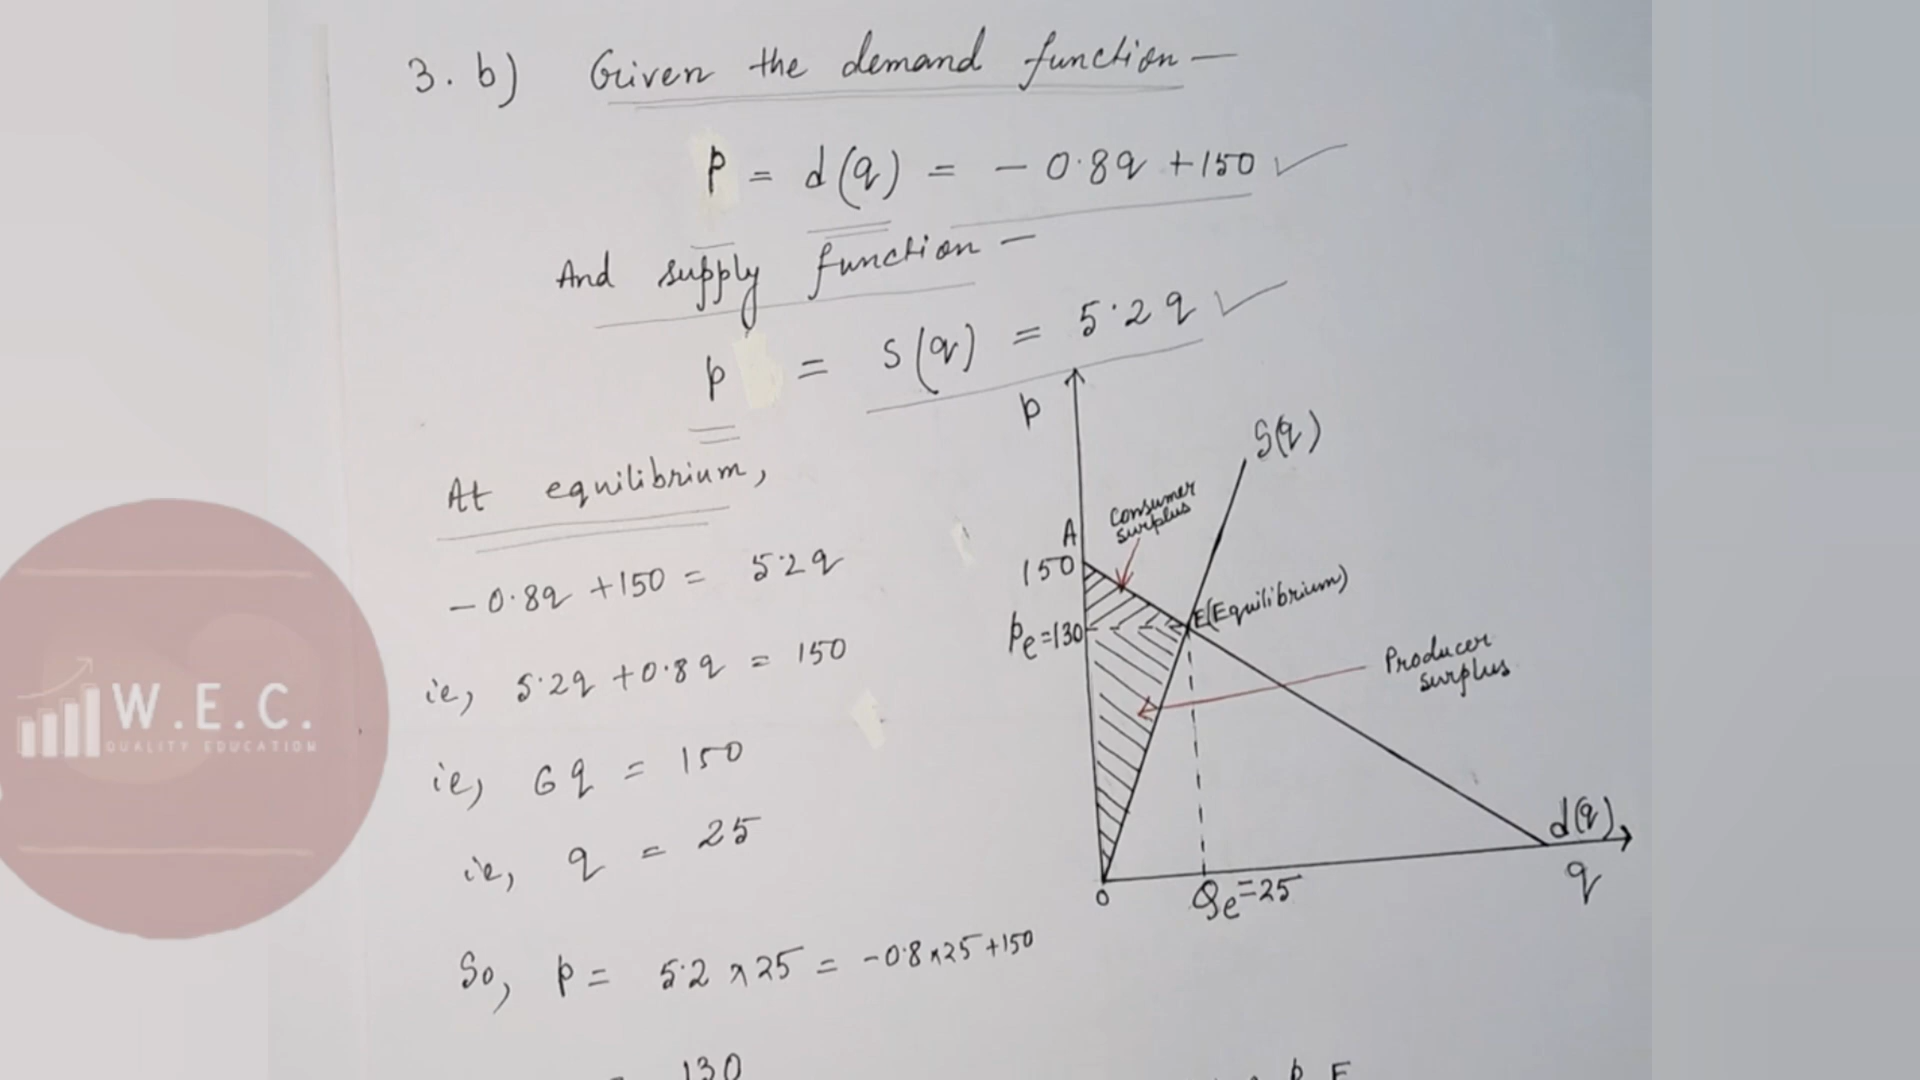 3. b) Given the demand function —
p = d(q) = - 0.8q + 150
And supply function —
p = S(q) = 5.2q
At equilibrium,
- 0.8q + 150 = 5.2q
ie, 5.2q + 0.8q = 150
ie, 6q = 150
ie, q = 25
So, p = 5.2 × 25 = -0.8×25+150
= 130
p
S(q)
Consumer
surplus
A
150
E(Equilibrium)
pe=130
Producer
surplus
d(q)
0
Qe=25
q
p E
W.E.C.
QUALITY EDUCATION